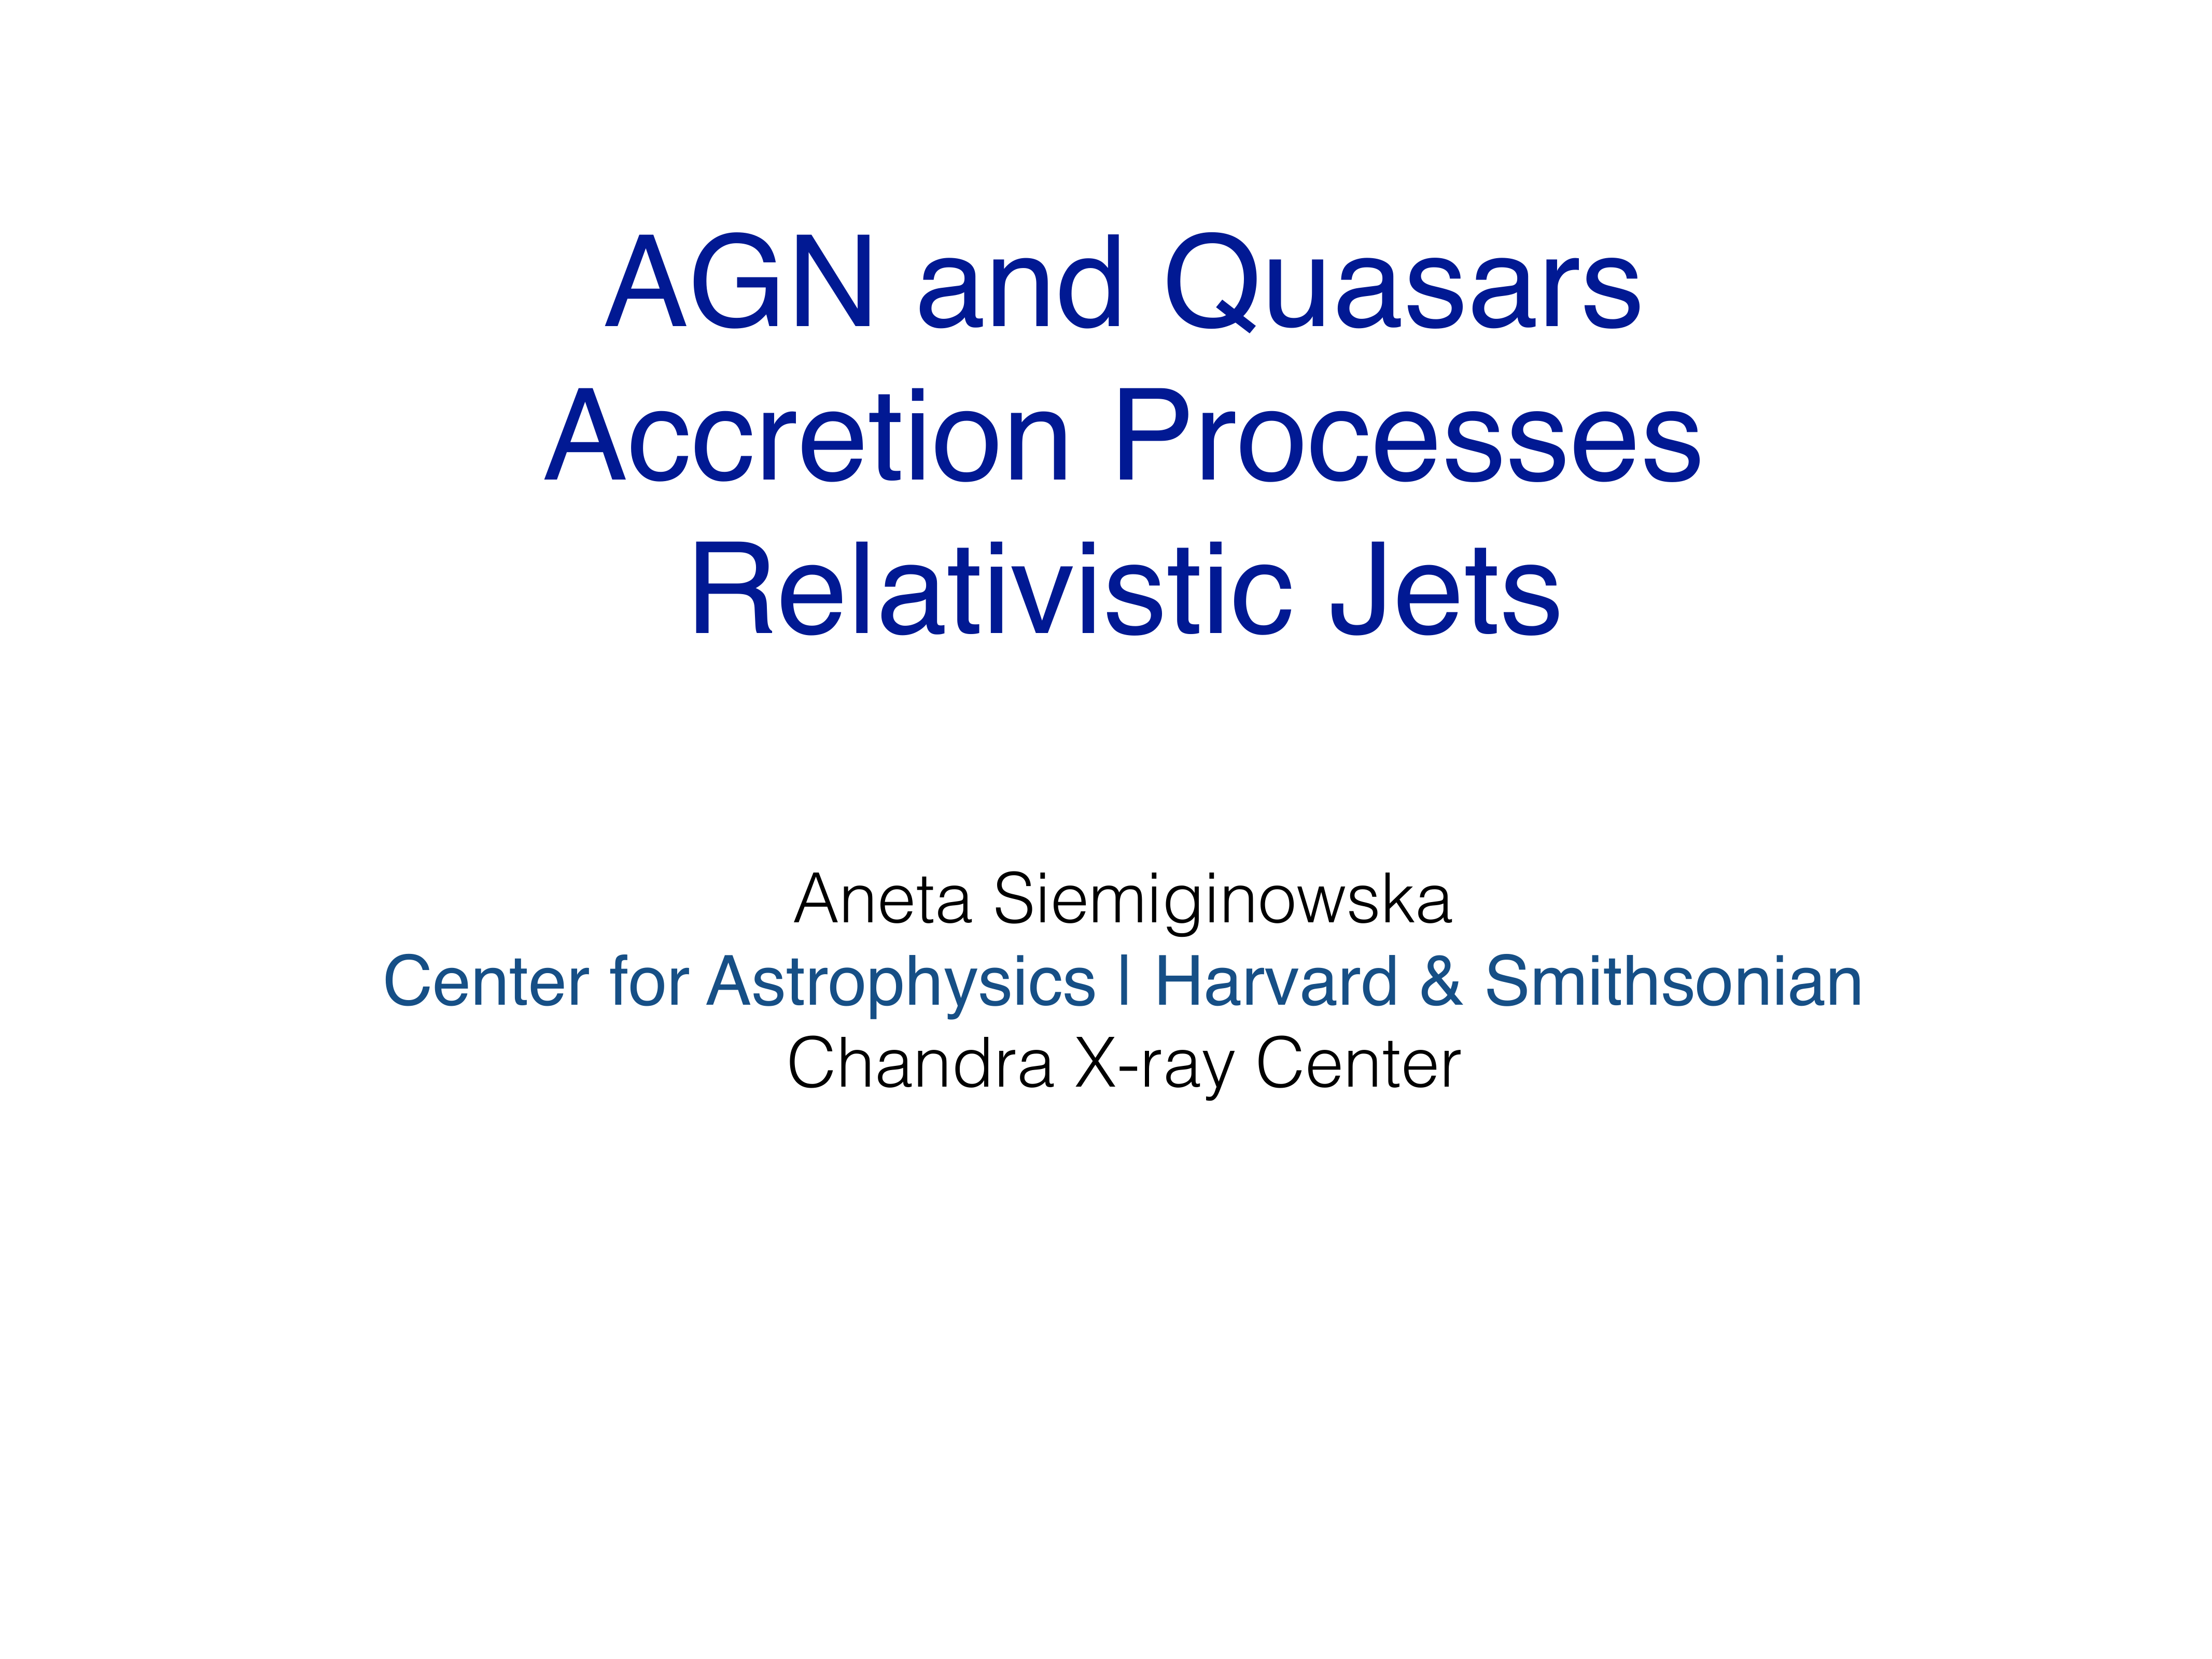 AGN and Quasars
Accretion Processes
Relativistic Jets
Aneta Siemiginowska
Center for Astrophysics | Harvard & Smithsonian
Chandra X-ray Center